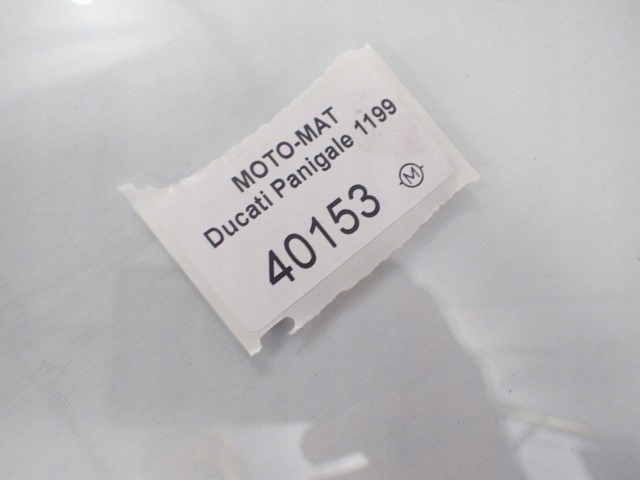 MOTO-MAT
Ducati Panigale 1199
40153
M